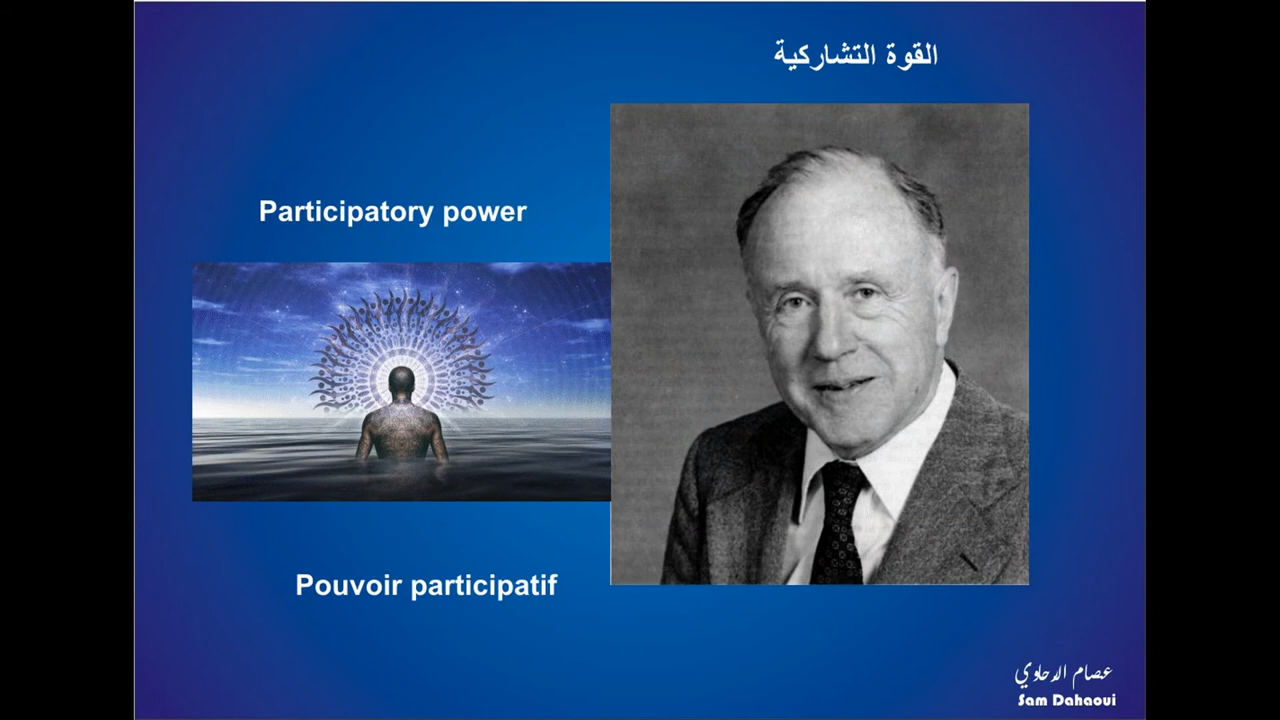 القوة التشاركية
Participatory power
Pouvoir participatif
عصام الدحاوي
Sam Dahaoui